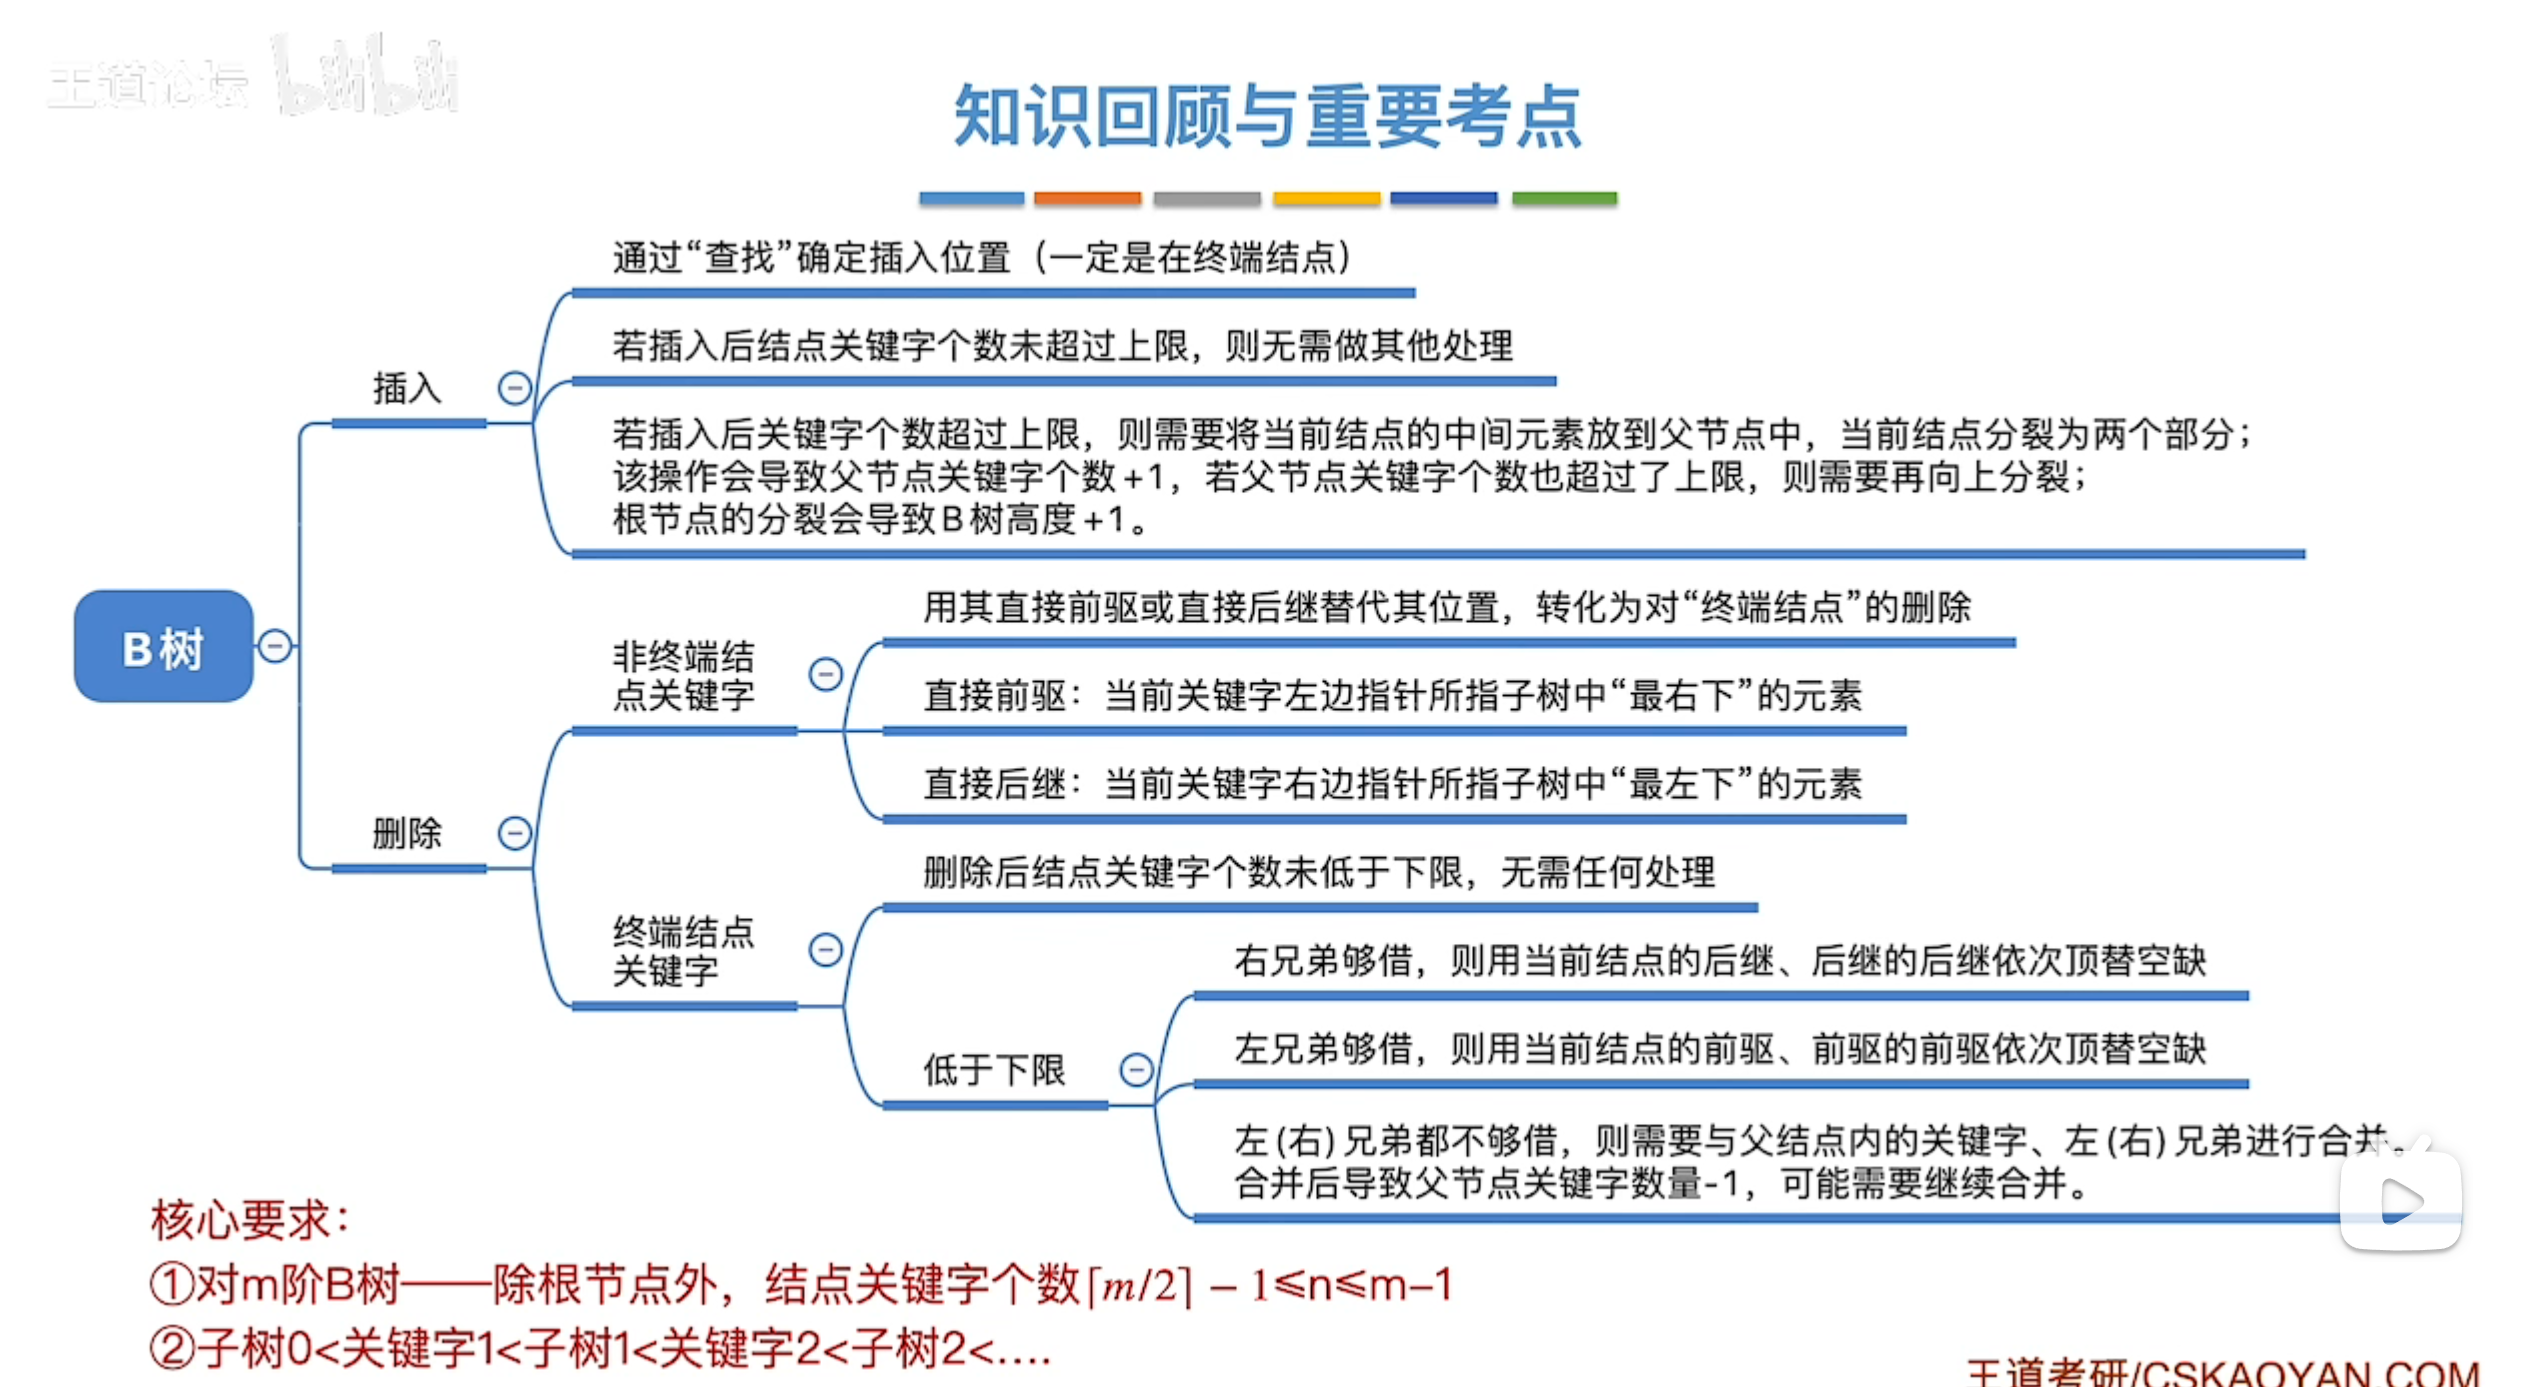 王道论坛 bilibili
知识回顾与重要考点
通过“查找”确定插入位置（一定是在终端结点）
若插入后结点关键字个数未超过上限，则无需做其他处理
插入
若插入后关键字个数超过上限，则需要将当前结点的中间元素放到父节点中，当前结点分裂为两个部分；
该操作会导致父节点关键字个数+1，若父节点关键字个数也超过了上限，则需要再向上分裂；
根节点的分裂会导致B树高度+1。
B树
用其直接前驱或直接后继替代其位置，转化为对“终端结点”的删除
非终端结
点关键字
直接前驱：当前关键字左边指针所指子树中“最右下”的元素
直接后继：当前关键字右边指针所指子树中“最左下”的元素
删除
删除后结点关键字个数未低于下限，无需任何处理
终端结点
关键字
右兄弟够借，则用当前结点的后继、后继的后继依次顶替空缺
左兄弟够借，则用当前结点的前驱、前驱的前驱依次顶替空缺
低于下限
左(右)兄弟都不够借，则需要与父结点内的关键字、左(右)兄弟进行合并。
合并后导致父节点关键字数量-1，可能需要继续合并。
核心要求：
①对m阶B树——除根节点外，结点关键字个数⌈m/2⌉ – 1≤n≤m–1
②子树0<关键字1<子树1<关键字2<子树2<....
王道考研/CSKAOYAN.COM